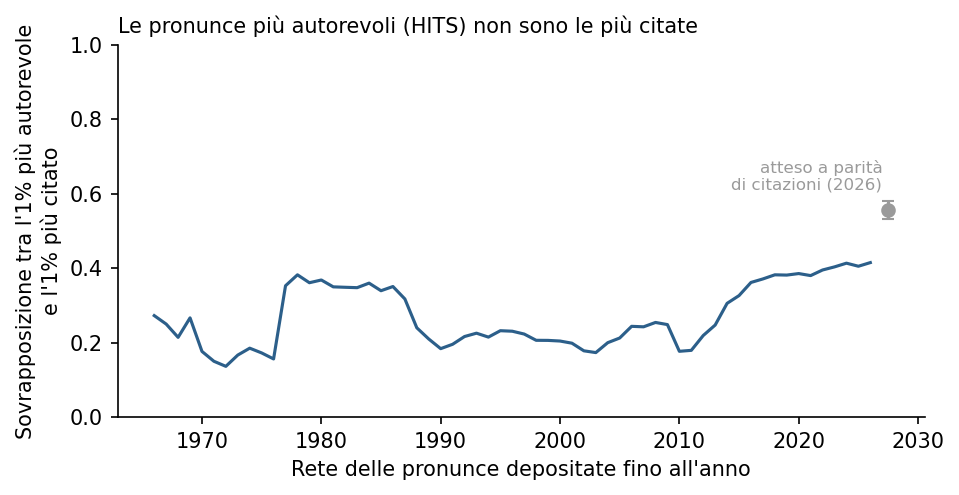 Le pronunce più autorevoli (HITS) non sono le più citate
Sovrapposizione tra l'1% più autorevole
e l'1% più citato
1.0
0.8
0.6
0.4
0.2
0.0
atteso a parità
di citazioni (2026)
1970
1980
1990
2000
2010
2020
2030
Rete delle pronunce depositate fino all'anno